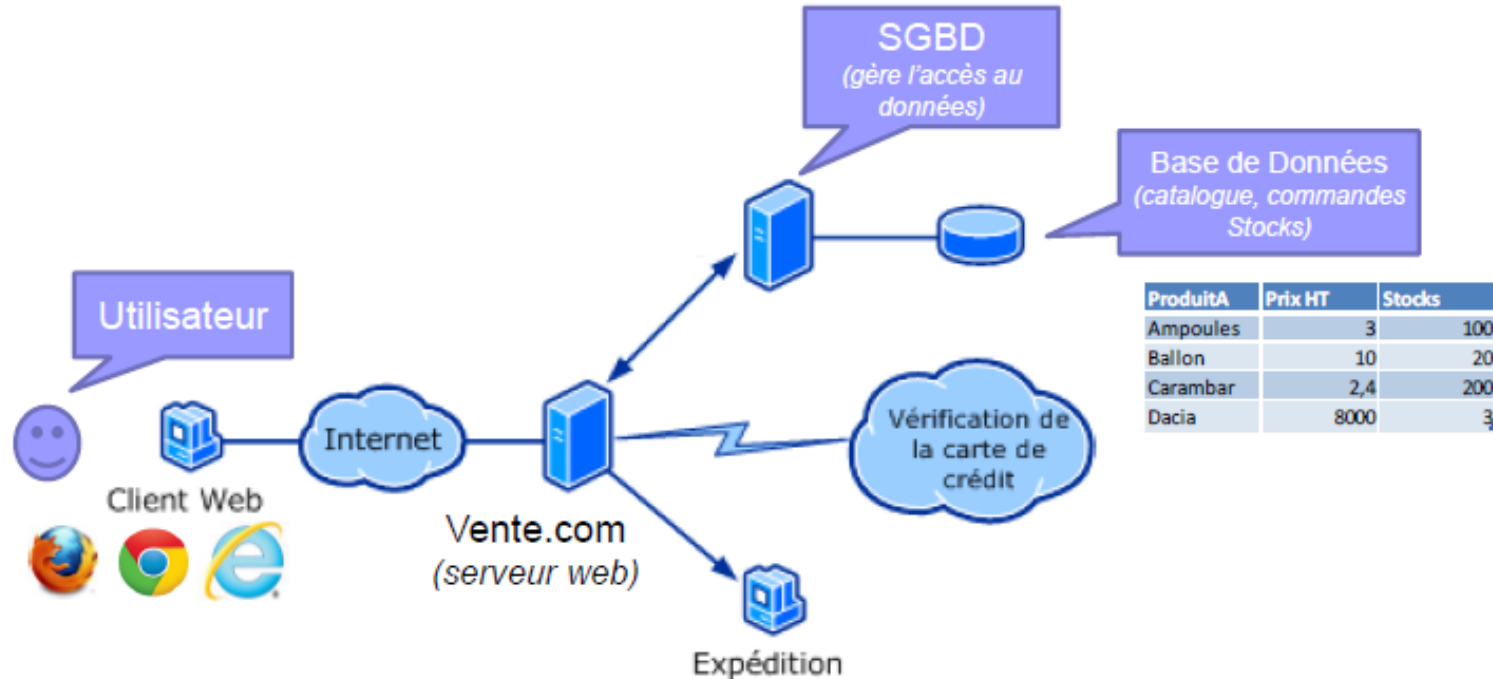 SGBD
(gère l'accès au
données)
Base de Données
(catalogue, commandes
Stocks)
Utilisateur
ProduitA Prix HT Stocks
Ampoules 3 100
Ballon 10 20
Carambar 2,4 200
Dacia 8000 3
Internet
Vérification de
la carte de
crédit
Client Web
Vente.com
(serveur web)
Expédition